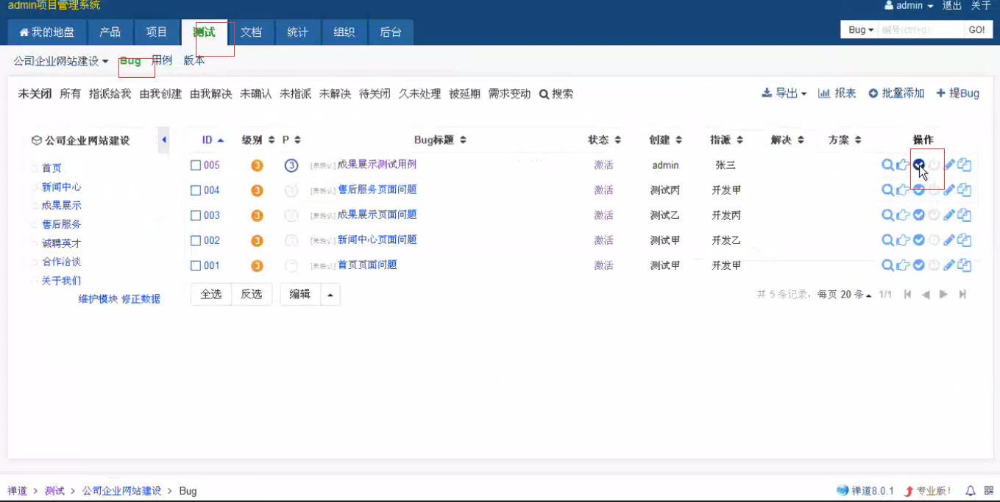 admin项目管理系统 admin 退出 关于
我的地盘 产品 项目 测试 文档 统计 组织 后台 Bug 编号(ctrl+g) GO!
公司企业网站建设 Bug 用例 版本
未关闭 所有 指派给我 由我创建 由我解决 未确认 未指派 未解决 待关闭 久未处理 被延期 需求变动 搜索 导出 报表 批量添加 提Bug
公司企业网站建设 ID 级别 P Bug标题 状态 创建 指派 解决 方案 操作
首页 005 3 3 [未确认] 成果展示测试用例 激活 admin 张三
新闻中心 004 3 [未确认] 售后服务页面问题 激活 测试丙 开发甲
成果展示 003 3 [未确认] 成果展示页面问题 激活 测试乙 开发丙
售后服务
诚聘英才 002 3 [未确认] 新闻中心页面问题 激活 测试甲 开发乙
合作洽谈 001 3 [未确认] 首页页面问题 激活 测试甲 开发甲
关于我们
维护模块 修正数据 全选 反选 编辑 共 5 条记录，每页 20 条 1/1
禅道 > 测试 > 公司企业网站建设 > Bug 禅道8.0.1 专业版!